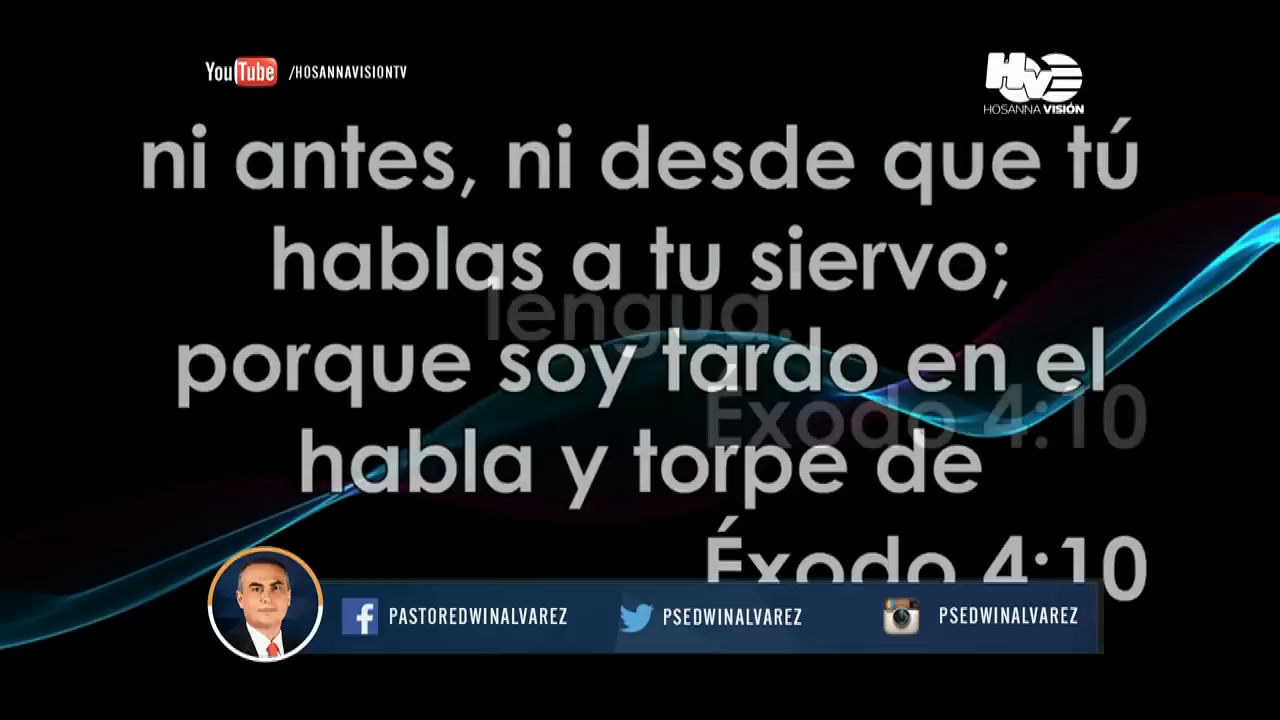 YouTube /HOSANNAVISIONTV
HVE
HOSANNA VISIÓN
ni antes, ni desde que tú
hablas a tu siervo;
lengua.
porque soy tardo en el
Éxodo 4:10
habla y torpe de
Éxodo 4:10
PASTOREDWINALVAREZ PSEDWINALVAREZ PSEDWINALVAREZ